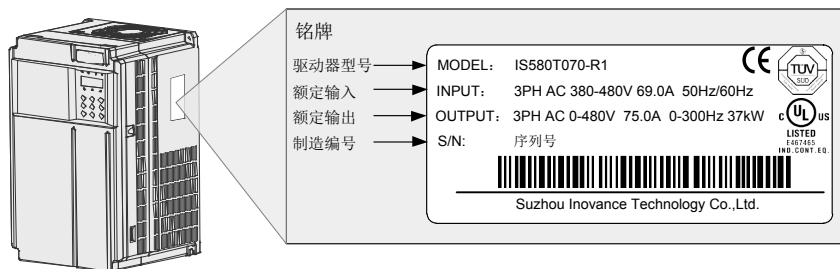 铭牌
驱动器型号 MODEL： IS580T070-R1
额定输入 INPUT： 3PH AC 380-480V 69.0A 50Hz/60Hz
额定输出 OUTPUT： 3PH AC 0-480V 75.0A 0-300Hz 37kW
制造编号 S/N: 序列号
CE
TÜV
SÜD
C UL US
LISTED
E467465
IND.CONT.EQ.
Suzhou Inovance Technology Co.,Ltd.